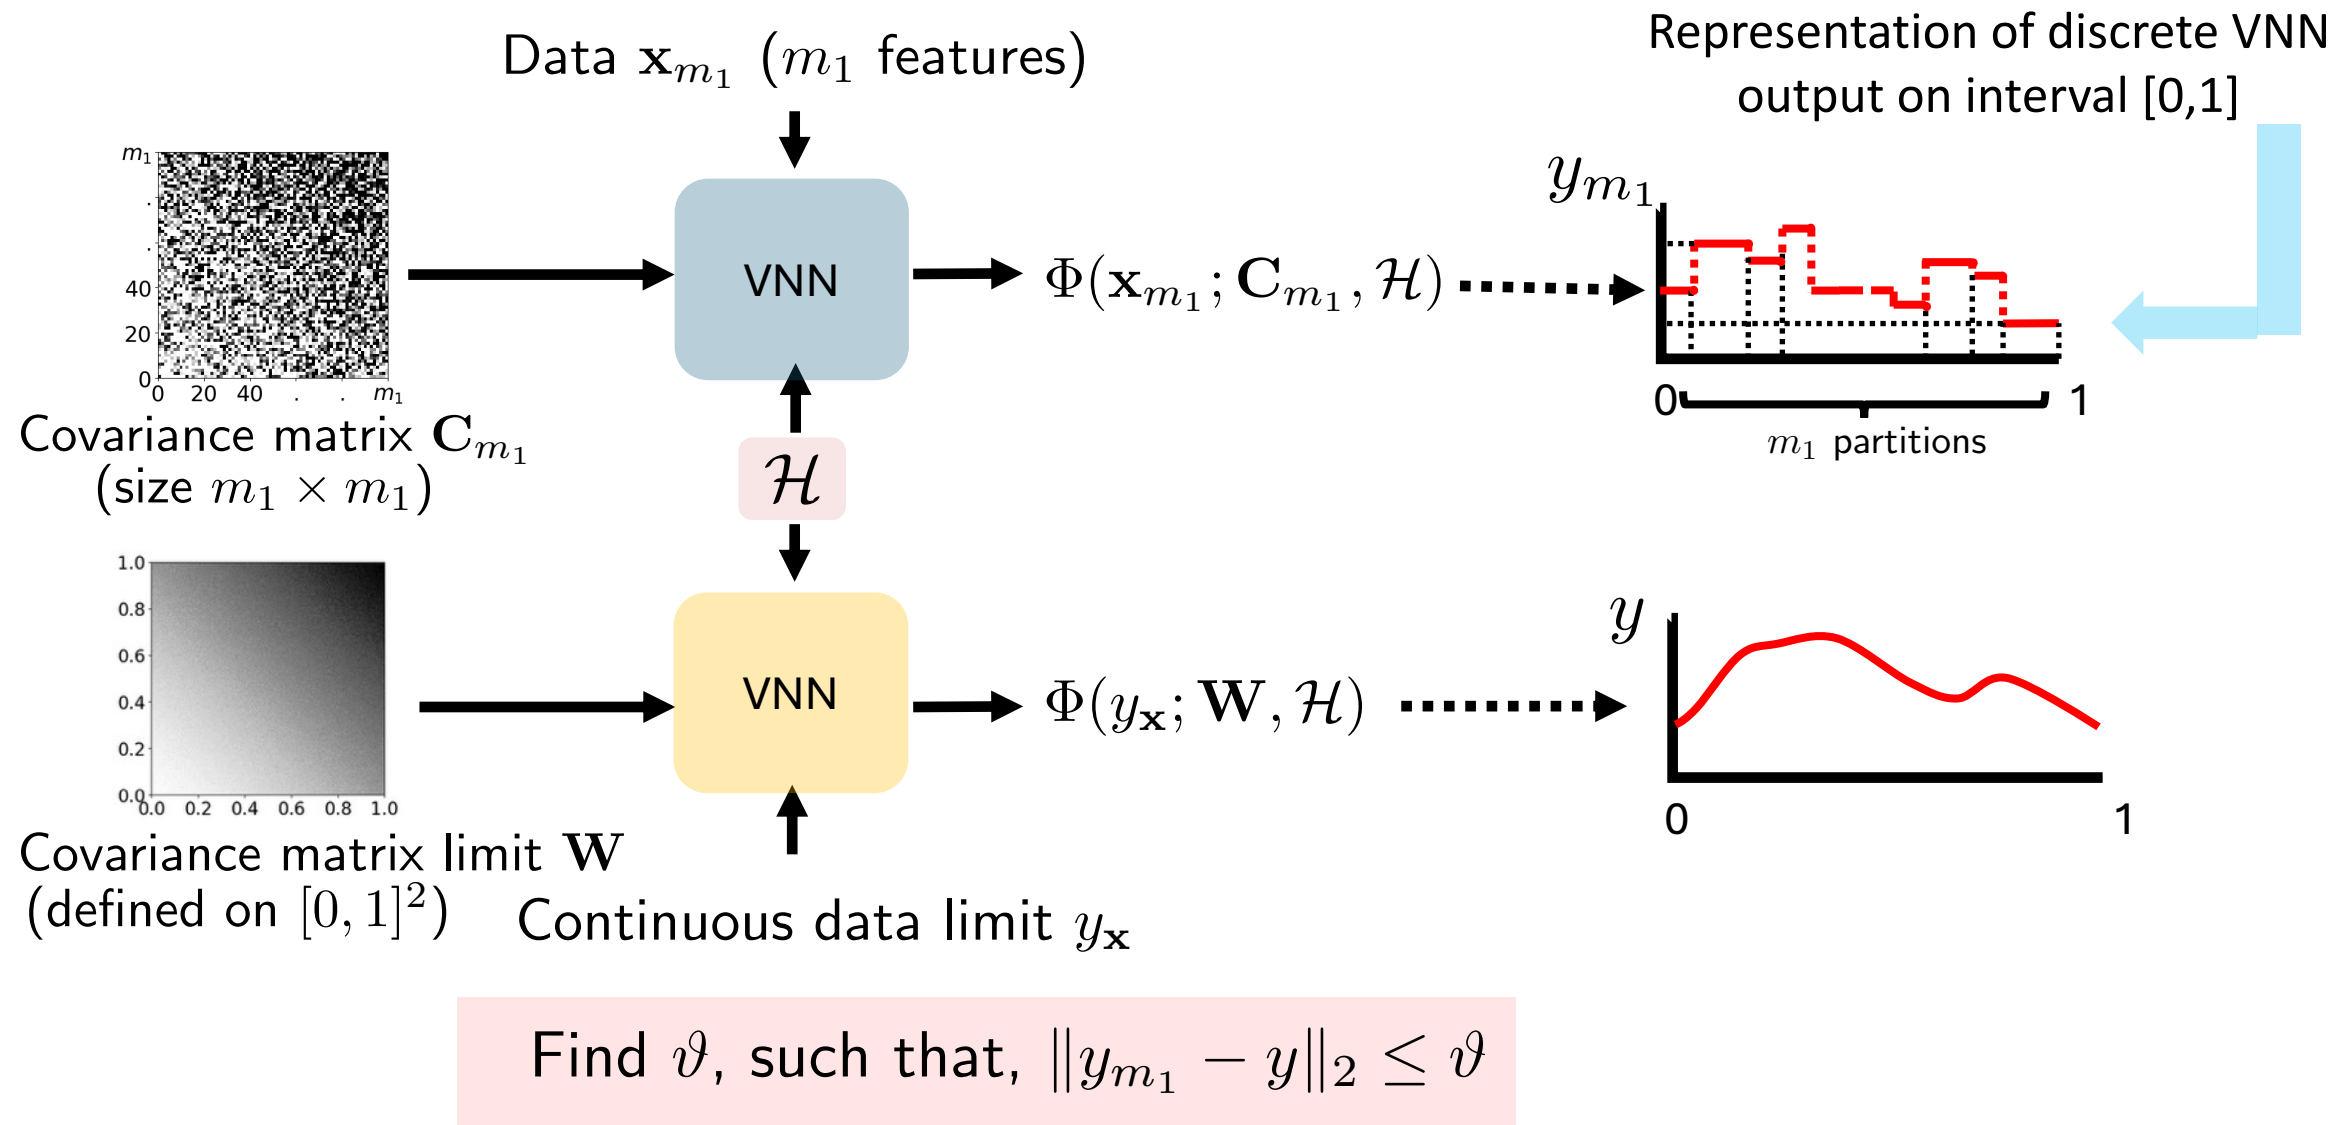 Data 𝐱_{m_1} (m_1 features)
Representation of discrete VNN
output on interval [0,1]
m_1
.
.
40
20
0
0 20 40 . . m_1
VNN
Φ(𝐱_{m_1}; 𝐂_{m_1}, ℋ)
y_{m_1}
0 1
m_1 partitions
Covariance matrix 𝐂_{m_1}
(size m_1 × m_1)
ℋ
1.0
0.8
0.6
0.4
0.2
0.0
0.0 0.2 0.4 0.6 0.8 1.0
VNN
Φ(y_𝐱; 𝐖, ℋ)
y
0 1
Covariance matrix limit 𝐖
(defined on [0, 1]²)
Continuous data limit y_𝐱
Find ϑ, such that, ‖y_{m_1} − y‖₂ ≤ ϑ